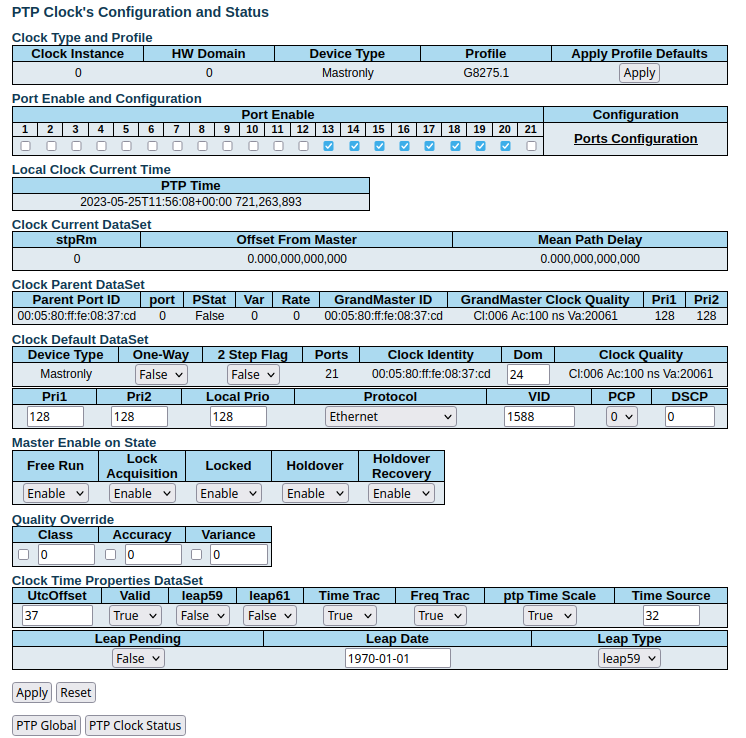 PTP Clock's Configuration and Status
Clock Type and Profile
Clock Instance HW Domain Device Type Profile Apply Profile Defaults
0 0 Mastronly G8275.1 Apply
Port Enable and Configuration
Port Enable Configuration
1 2 3 4 5 6 7 8 9 10 11 12 13 14 15 16 17 18 19 20 21
Ports Configuration
Local Clock Current Time
PTP Time
2023-05-25T11:56:08+00:00 721,263,893
Clock Current DataSet
stpRm Offset From Master Mean Path Delay
0 0.000,000,000,000 0.000,000,000,000
Clock Parent DataSet
Parent Port ID port PStat Var Rate GrandMaster ID GrandMaster Clock Quality Pri1 Pri2
00:05:80:ff:fe:08:37:cd 0 False 0 0 00:05:80:ff:fe:08:37:cd Cl:006 Ac:100 ns Va:20061 128 128
Clock Default DataSet
Device Type One-Way 2 Step Flag Ports Clock Identity Dom Clock Quality
Mastronly False False 21 00:05:80:ff:fe:08:37:cd 24 Cl:006 Ac:100 ns Va:20061
Pri1 Pri2 Local Prio Protocol VID PCP DSCP
128 128 128 Ethernet 1588 0 0
Master Enable on State
Free Run Lock Acquisition Locked Holdover Holdover Recovery
Enable Enable Enable Enable Enable
Quality Override
Class Accuracy Variance
0 0 0
Clock Time Properties DataSet
UtcOffset Valid leap59 leap61 Time Trac Freq Trac ptp Time Scale Time Source
37 True False False True True True 32
Leap Pending Leap Date Leap Type
False 1970-01-01 leap59
Apply Reset
PTP Global PTP Clock Status